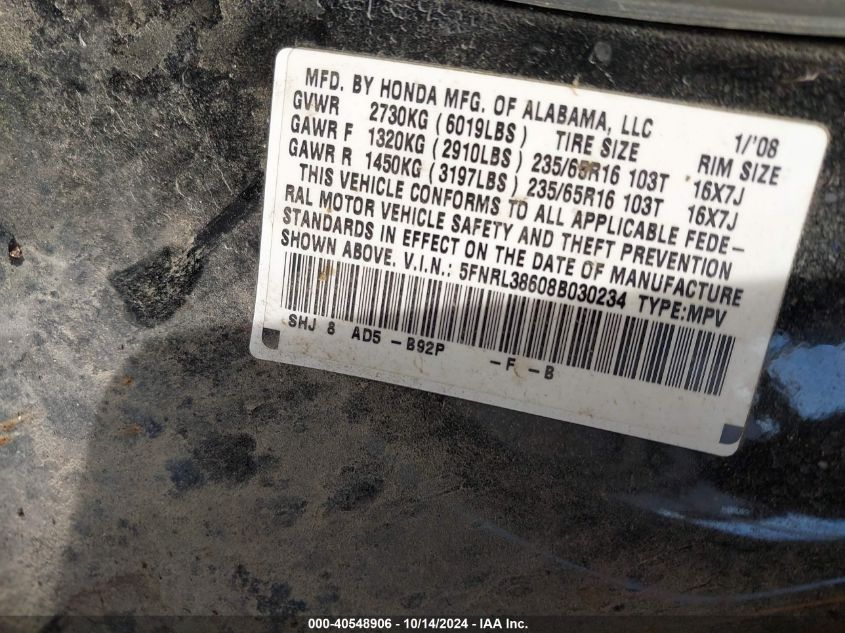 MFD. BY HONDA MFG. OF ALABAMA, LLC 1/'08
GVWR 2730KG (6019LBS) TIRE SIZE RIM SIZE
GAWR F 1320KG (2910LBS) 235/65R16 103T 16X7J
GAWR R 1450KG (3197LBS) 235/65R16 103T 16X7J
THIS VEHICLE CONFORMS TO ALL APPLICABLE FEDE-
RAL MOTOR VEHICLE SAFETY AND THEFT PREVENTION
STANDARDS IN EFFECT ON THE DATE OF MANUFACTURE
SHOWN ABOVE. V.I.N.: 5FNRL38608B030234 TYPE:MPV
SHJ 8 AD5 -B92P -F -B
000-40548906 - 10/14/2024 - IAA Inc.